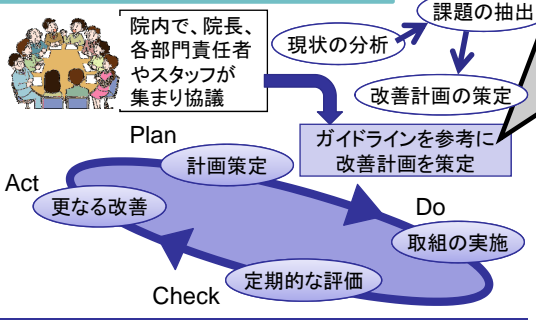 院内で、院長、
各部門責任者
やスタッフが
集まり協議
課題の抽出
現状の分析
改善計画の策定
ガイドラインを参考に
改善計画を策定
Plan
計画策定
Act
更なる改善
Do
取組の実施
定期的な評価
Check